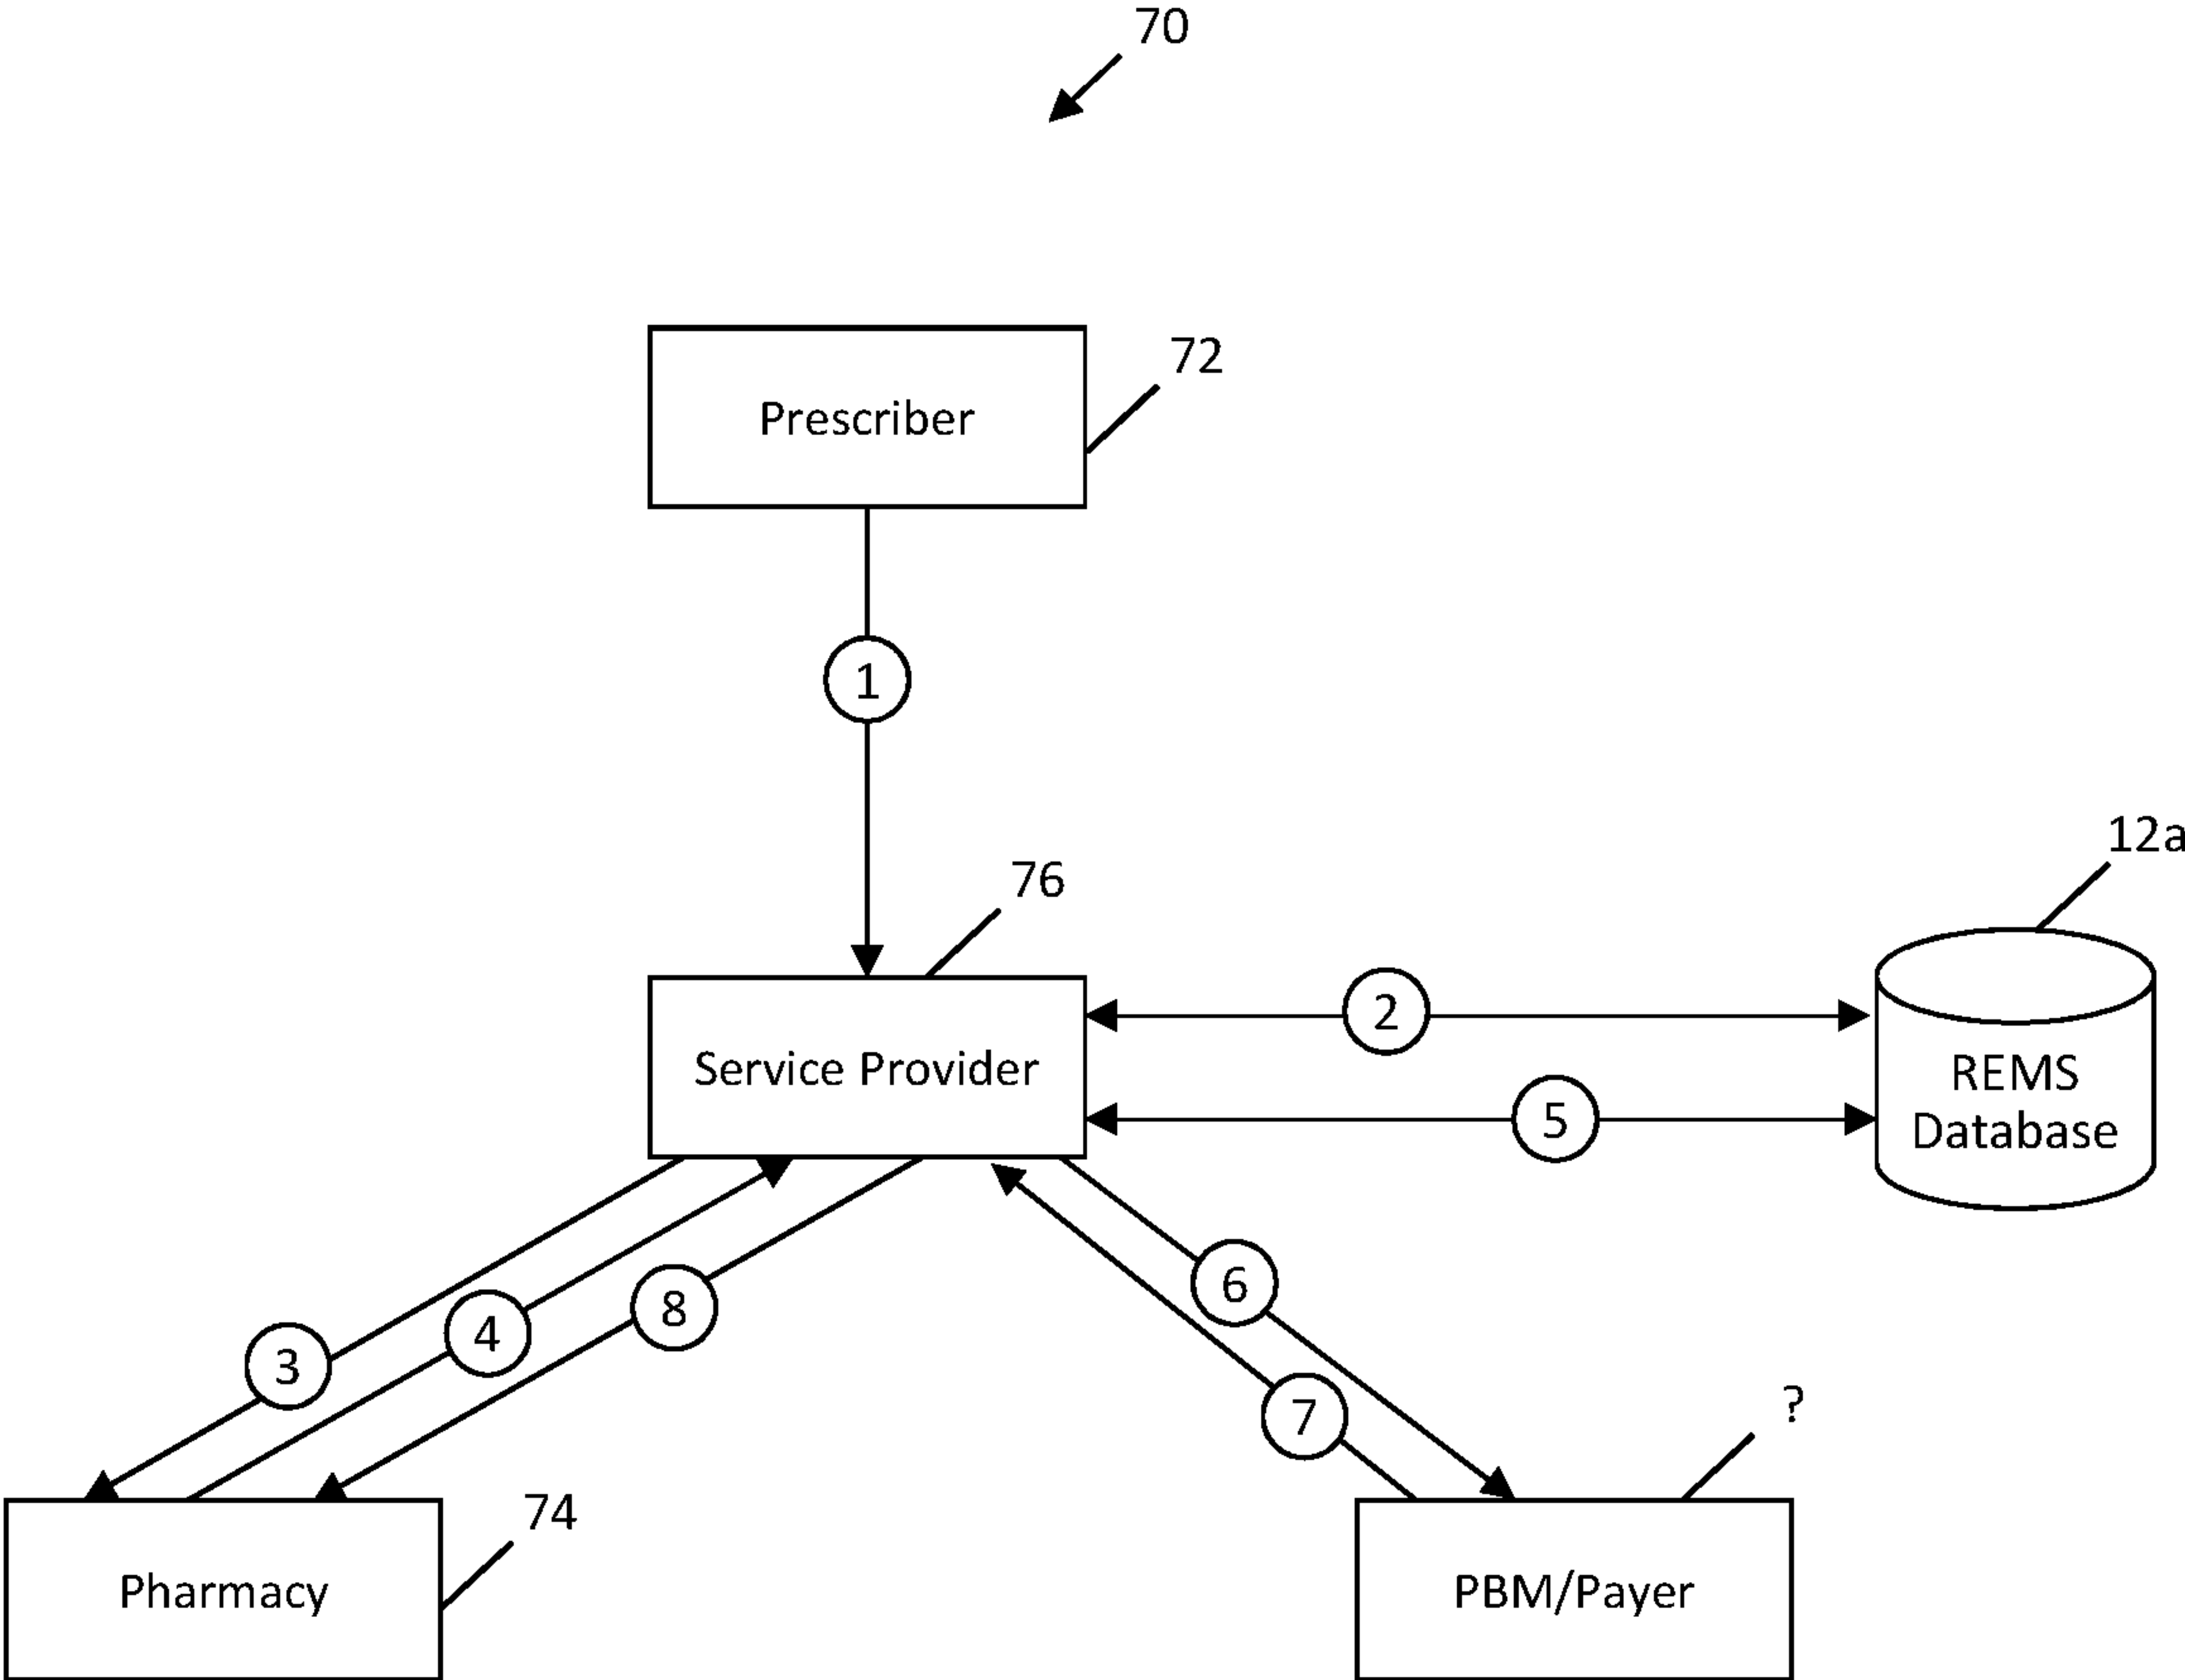 70
Prescriber
72
1
12a
76
Service Provider
2
REMS
Database
5
3
4
8
6
7
?
Pharmacy
74
PBM/Payer